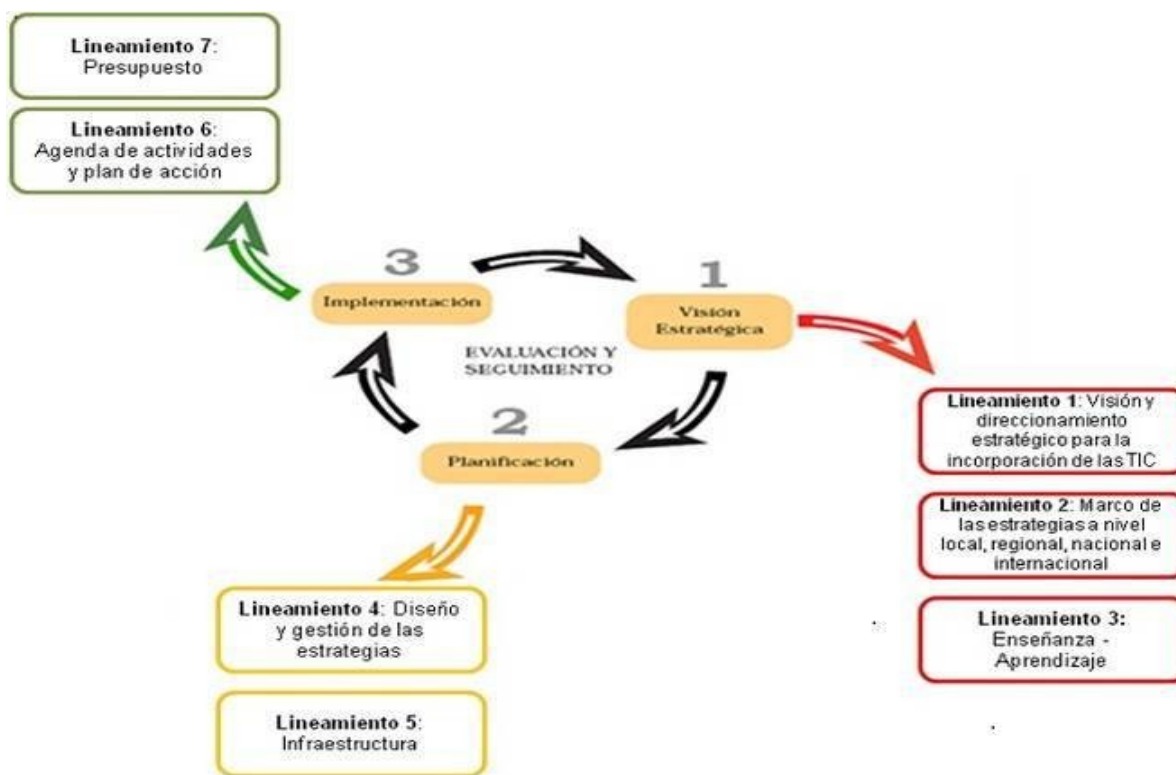 Lineamiento 7:
Presupuesto
Lineamiento 6:
Agenda de actividades
y plan de acción
3
Implementación
1
Visión
Estratégica
EVALUACIÓN Y
SEGUIMIENTO
2
Planificación
Lineamiento 1: Visión y
direccionamiento
estratégico para la
incorporación de las TIC
Lineamiento 2: Marco de
las estrategias a nivel
local, regional, nacional e
internacional
Lineamiento 3:
Enseñanza -
Aprendizaje
Lineamiento 4: Diseño
y gestión de las
estrategias
Lineamiento 5:
Infraestructura